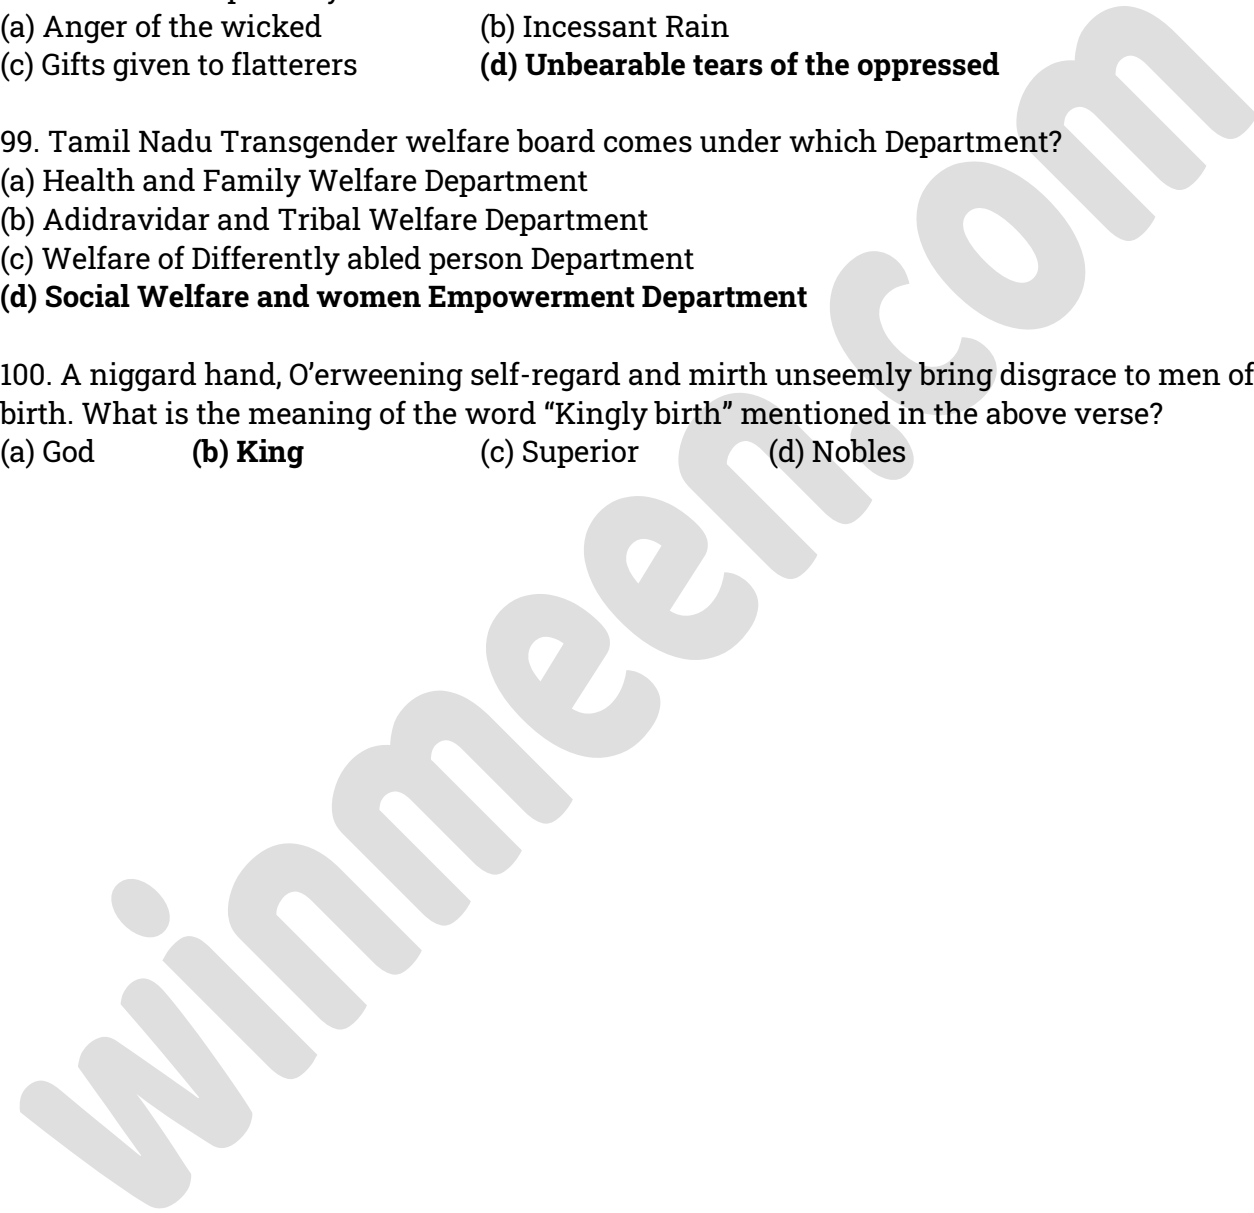 (a) Anger of the wicked (b) Incessant Rain
(c) Gifts given to flatterers (d) Unbearable tears of the oppressed
99. Tamil Nadu Transgender welfare board comes under which Department?
(a) Health and Family Welfare Department
(b) Adidravidar and Tribal Welfare Department
(c) Welfare of Differently abled person Department
(d) Social Welfare and women Empowerment Department
100. A niggard hand, O’erweening self-regard and mirth unseemly bring disgrace to men of
birth. What is the meaning of the word “Kingly birth” mentioned in the above verse?
(a) God (b) King (c) Superior (d) Nobles
winmeen.com